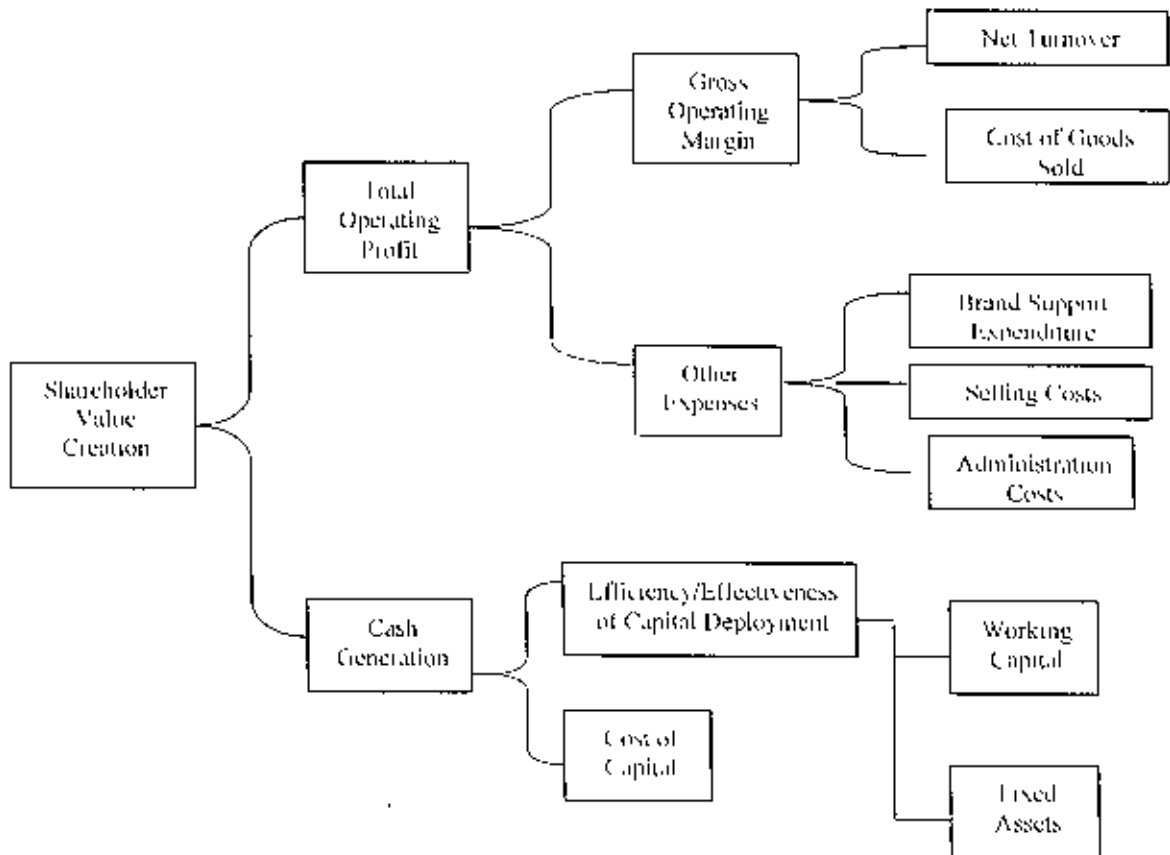 Net Turnover
Gross
Operating
Margin
Cost of Goods
Sold
Total
Operating
Profit
Brand Support
Expenditure
Other
Expenses
Selling Costs
Shareholder
Value
Creation
Administration
Costs
Efficiency/Effectiveness
of Capital Deployment
Cash
Generation
Working
Capital
Cost of
Capital
Fixed
Assets